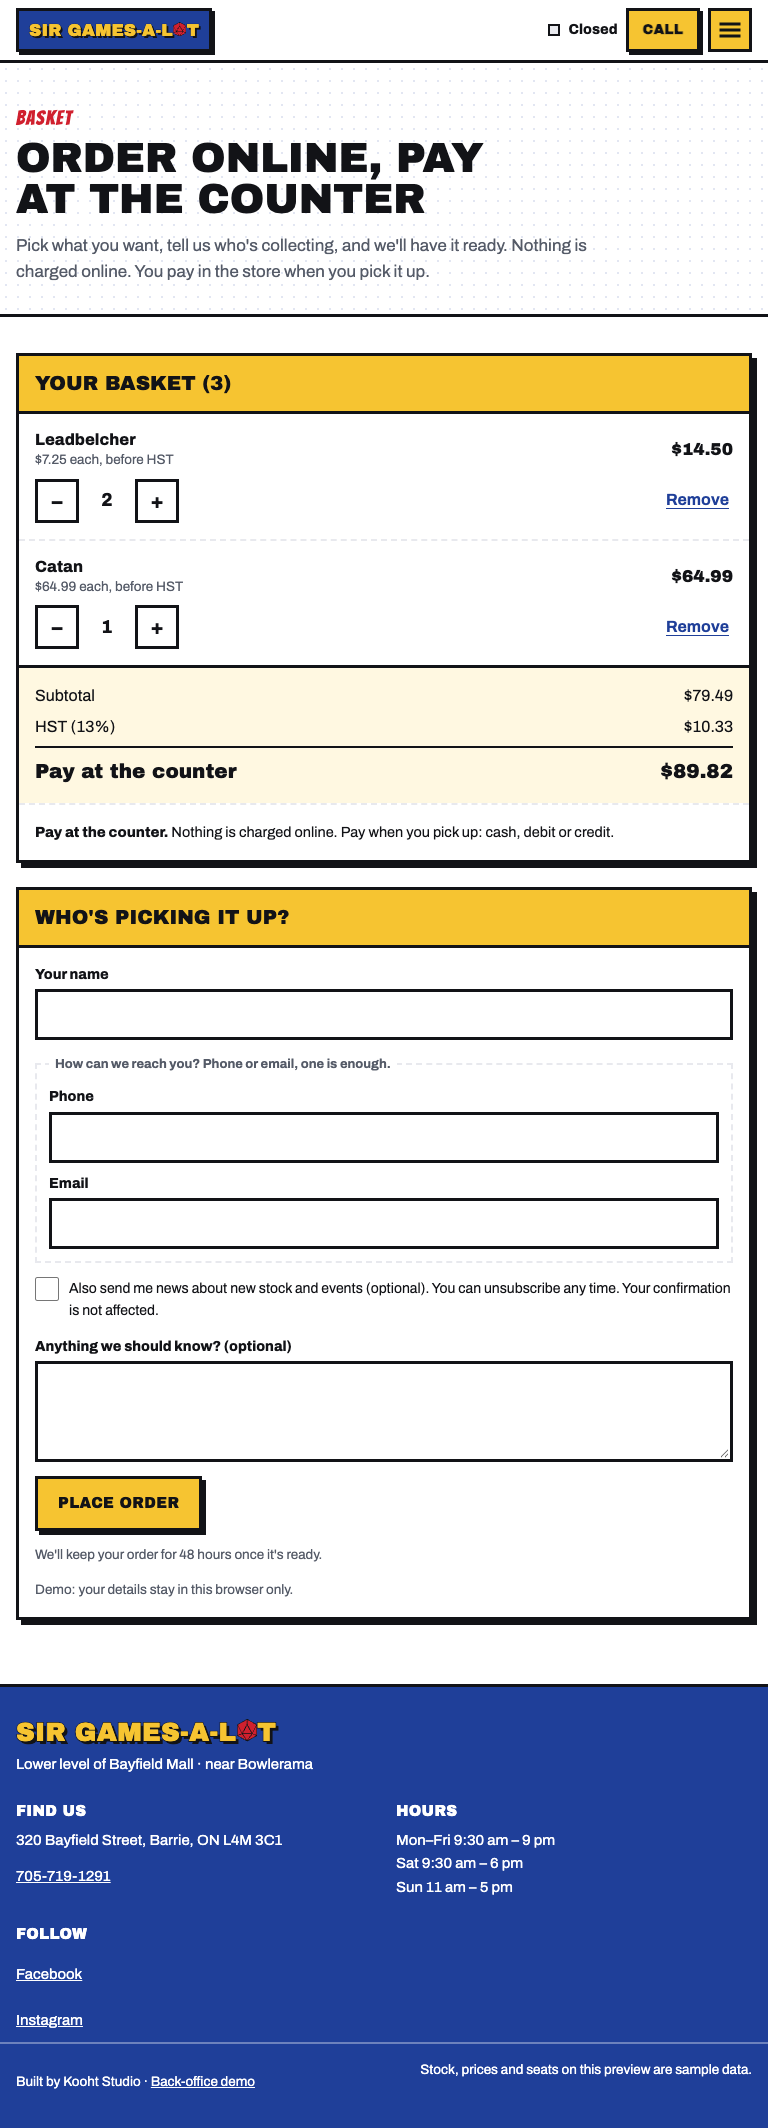 SIR GAMES-A-LOT
Closed
CALL
BASKET
ORDER ONLINE, PAY
AT THE COUNTER
Pick what you want, tell us who's collecting, and we'll have it ready. Nothing is
charged online. You pay in the store when you pick it up.
YOUR BASKET (3)
Leadbelcher
$7.25 each, before HST
$14.50
– 2 +
Remove
Catan
$64.99 each, before HST
$64.99
– 1 +
Remove
Subtotal $79.49
HST (13%) $10.33
Pay at the counter $89.82
Pay at the counter. Nothing is charged online. Pay when you pick up: cash, debit or credit.
WHO'S PICKING IT UP?
Your name
How can we reach you? Phone or email, one is enough.
Phone
Email
Also send me news about new stock and events (optional). You can unsubscribe any time. Your confirmation
is not affected.
Anything we should know? (optional)
PLACE ORDER
We'll keep your order for 48 hours once it's ready.
Demo: your details stay in this browser only.
SIR GAMES-A-LOT
Lower level of Bayfield Mall · near Bowlerama
FIND US
320 Bayfield Street, Barrie, ON L4M 3C1
705-719-1291
HOURS
Mon–Fri 9:30 am – 9 pm
Sat 9:30 am – 6 pm
Sun 11 am – 5 pm
FOLLOW
Facebook
Instagram
Built by Kooht Studio · Back-office demo
Stock, prices and seats on this preview are sample data.